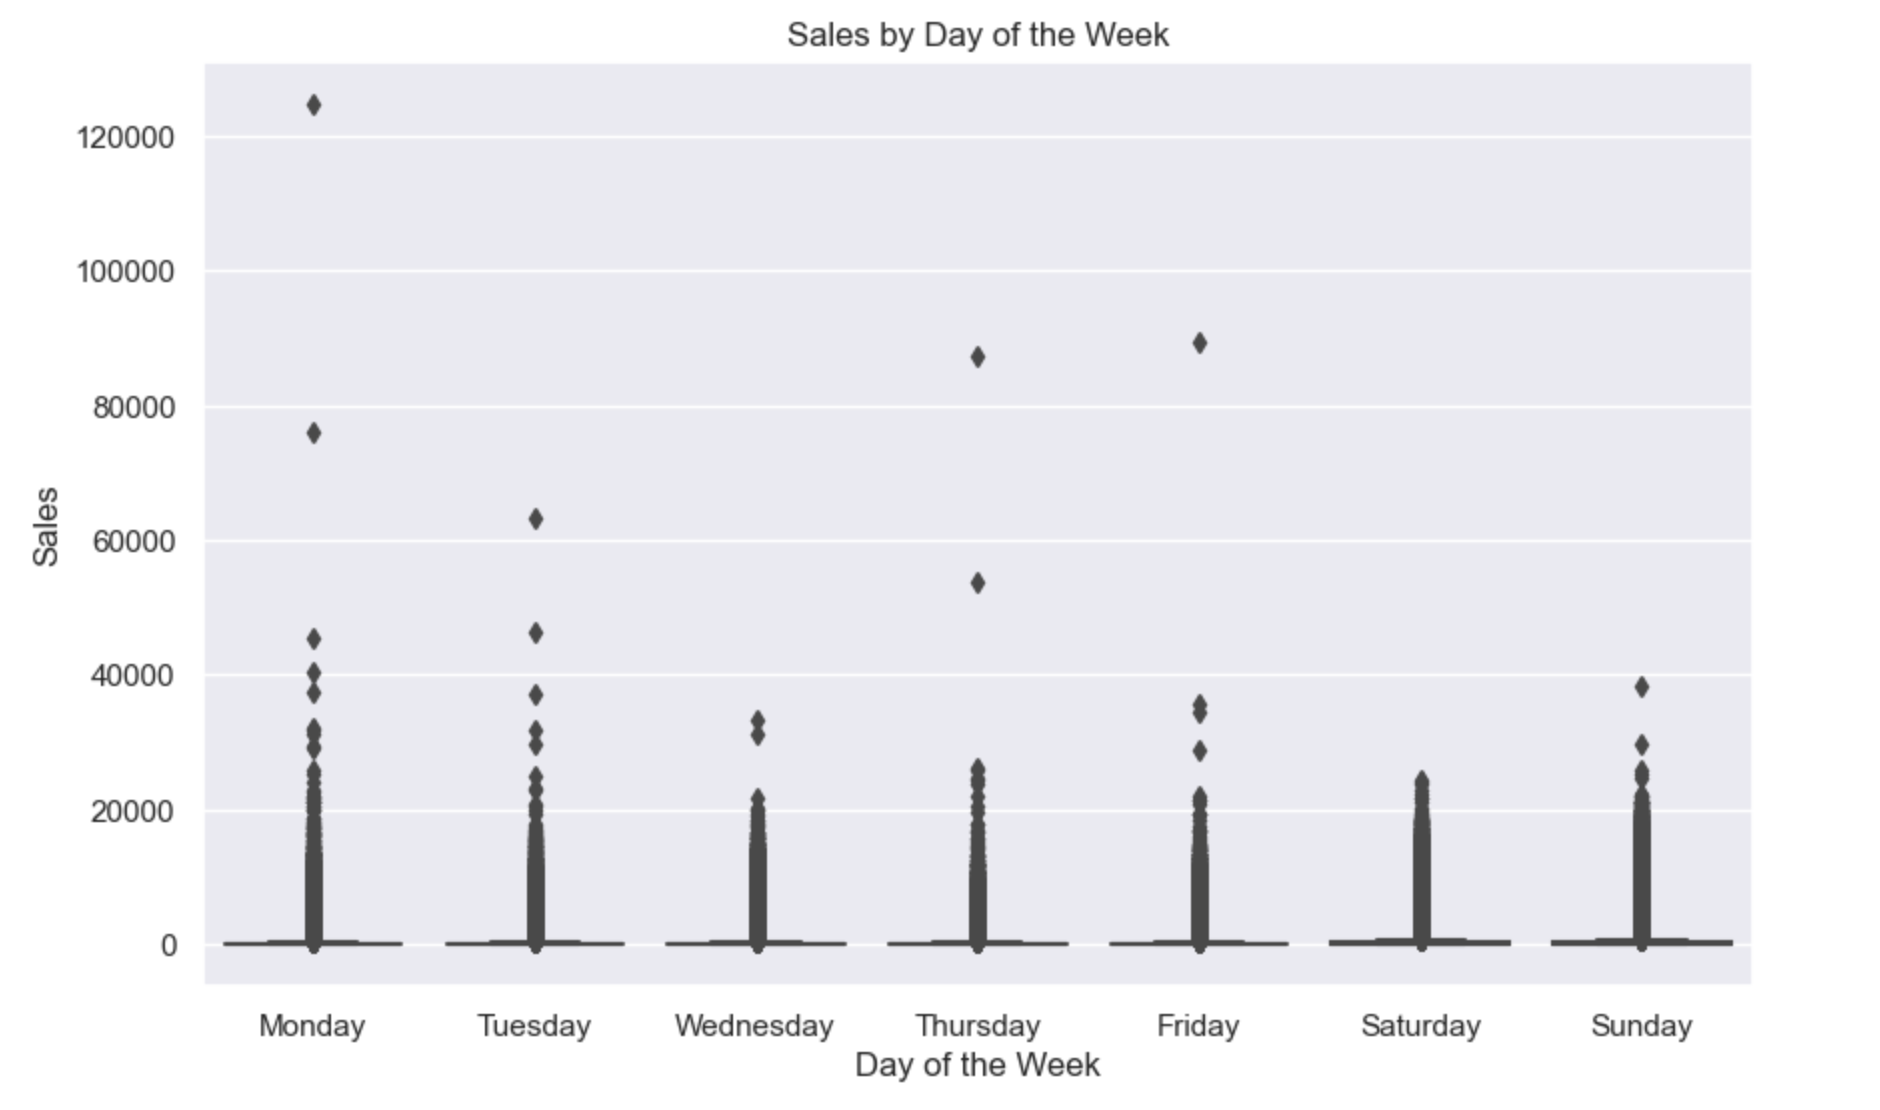 Sales by Day of the Week
120000
100000
80000
60000
40000
20000
0
Sales
Monday Tuesday Wednesday Thursday Friday Saturday Sunday
Day of the Week